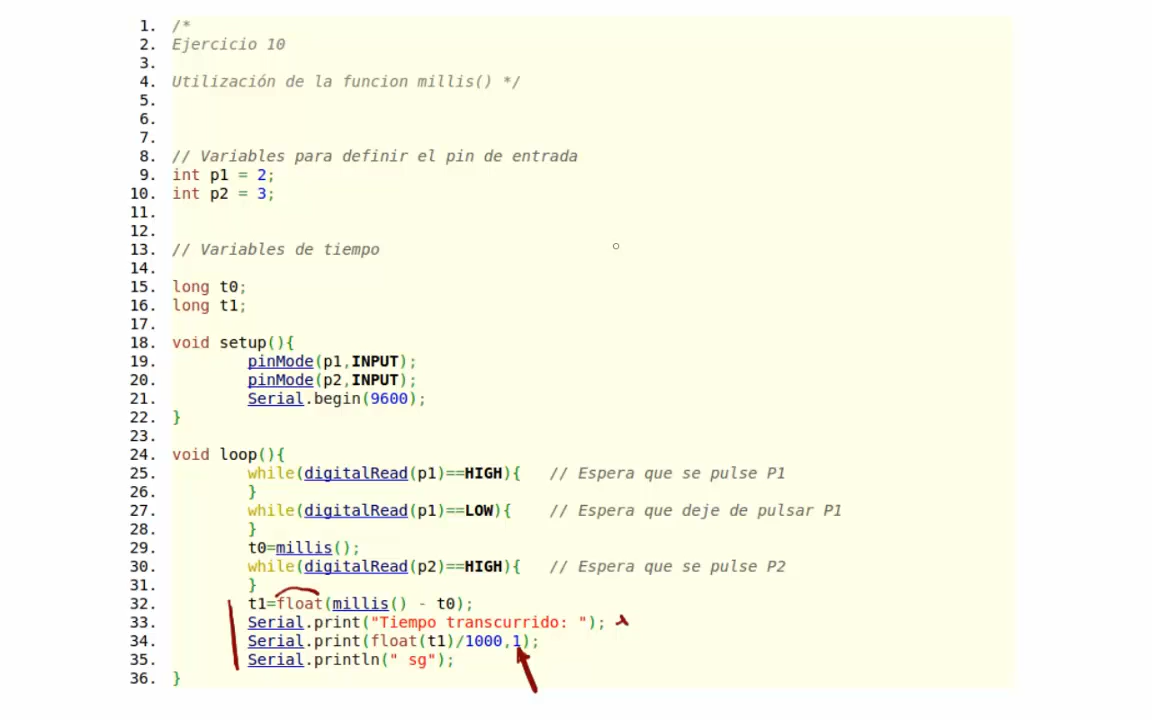 1. /*
2. Ejercicio 10
3.
4. Utilización de la funcion millis() */
5.
6.
7.
8. // Variables para definir el pin de entrada
9. int p1 = 2;
10. int p2 = 3;
11.
12.
13. // Variables de tiempo
14.
15. long t0;
16. long t1;
17.
18. void setup(){
19. pinMode(p1,INPUT);
20. pinMode(p2,INPUT);
21. Serial.begin(9600);
22. }
23.
24. void loop(){
25. while(digitalRead(p1)==HIGH){ // Espera que se pulse P1
26. }
27. while(digitalRead(p1)==LOW){ // Espera que deje de pulsar P1
28. }
29. t0=millis();
30. while(digitalRead(p2)==HIGH){ // Espera que se pulse P2
31. }
32. t1=float(millis() - t0);
33. Serial.print("Tiempo transcurrido: ");
34. Serial.print(float(t1)/1000,1);
35. Serial.println(" sg");
36. }